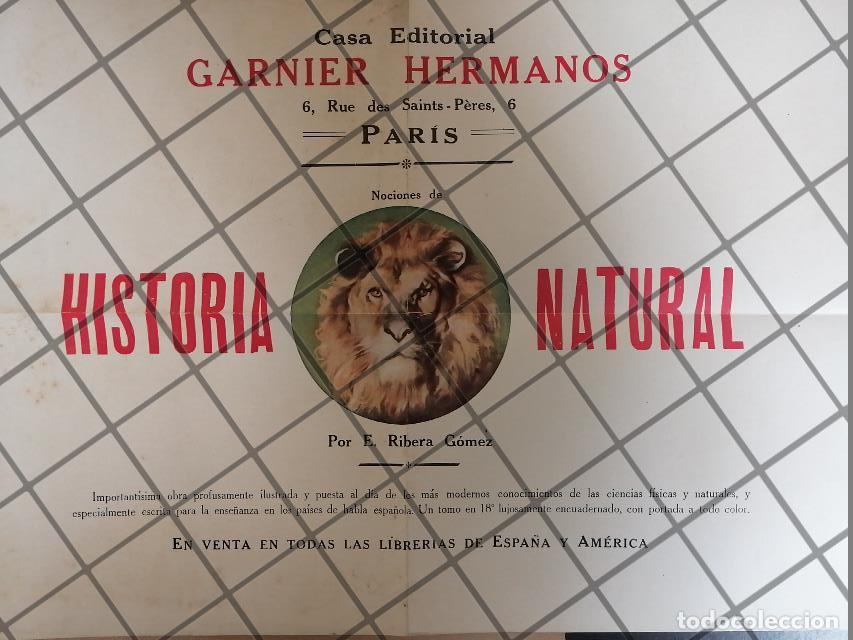 Casa Editorial
GARNIER HERMANOS
6, Rue des Saints-Pères, 6
PARÍS
Nociones de
HISTORIA NATURAL
Por E. Ribera Gómez
Importantísima obra profusamente ilustrada y puesta al día de los más modernos conocimientos de las ciencias físicas y naturales, y
especialmente escrita para la enseñanza en los países de habla española. Un tomo en 18º lujosamente encuadernado, con portada a todo color.
EN VENTA EN TODAS LAS LIBRERIAS DE ESPAÑA Y AMÉRICA
todocoleccion